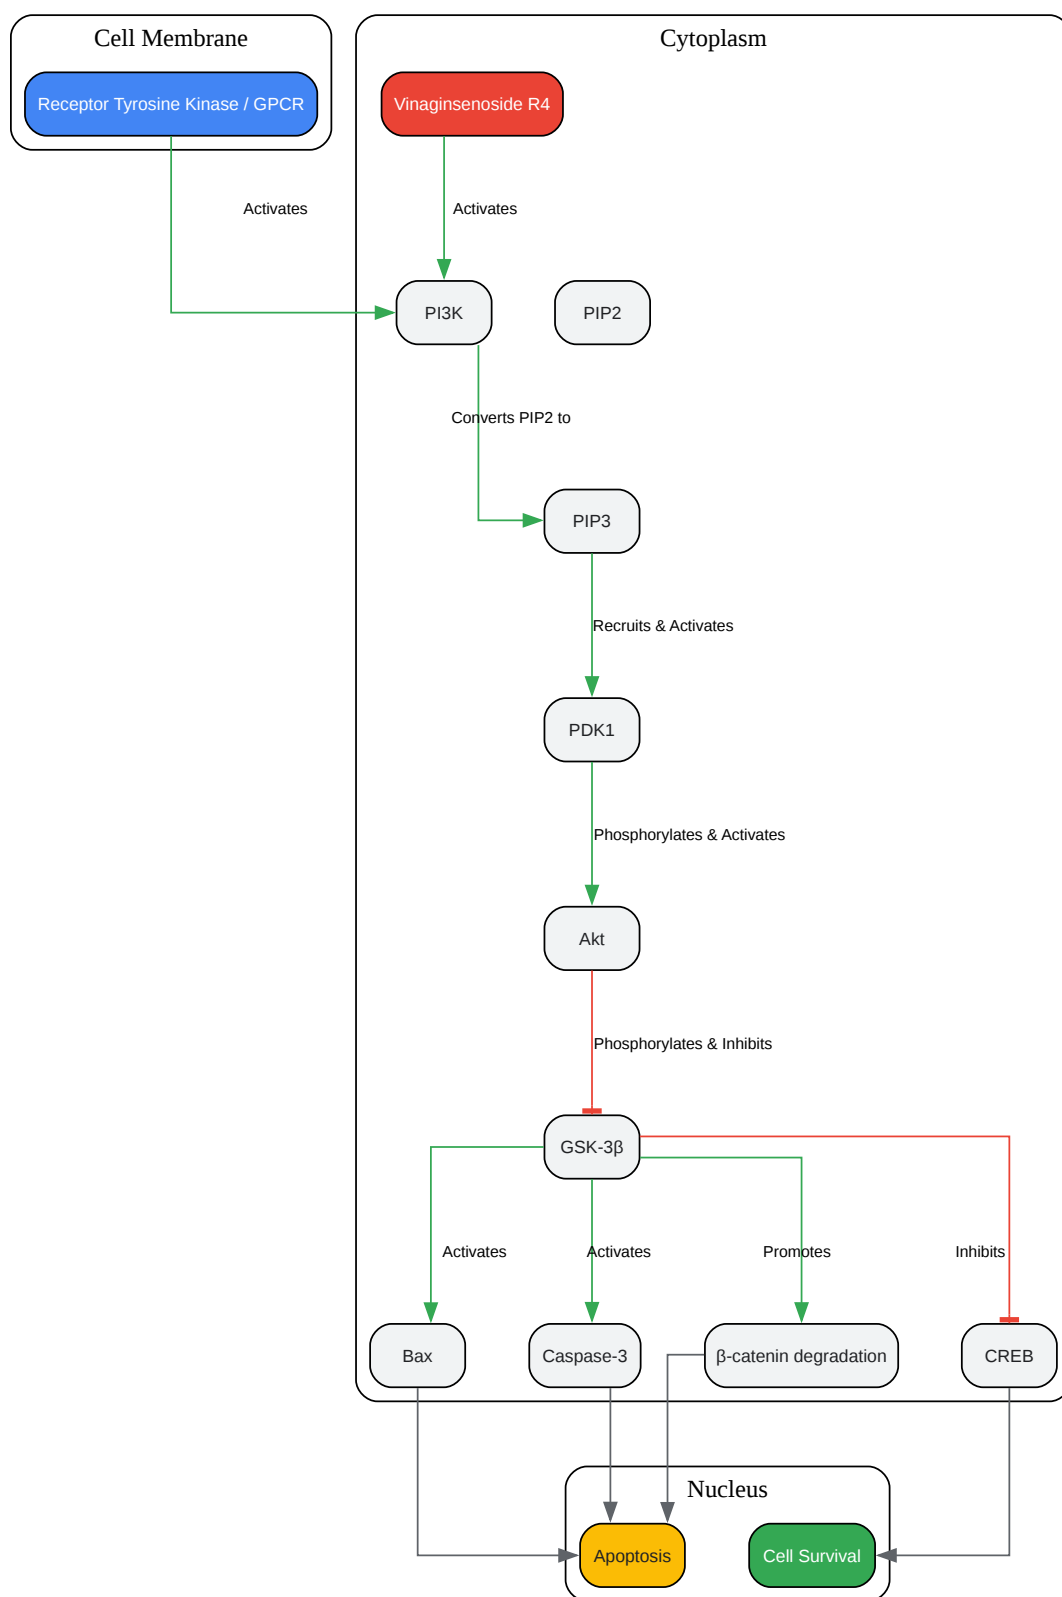 Cell Membrane
Cytoplasm
Receptor Tyrosine Kinase / GPCR
Vinaginsenoside R4
Activates
Activates
PI3K
PIP2
Converts PIP2 to
PIP3
Recruits & Activates
PDK1
Phosphorylates & Activates
Akt
Phosphorylates & Inhibits
GSK-3β
Activates
Activates
Promotes
Inhibits
Bax
Caspase-3
β-catenin degradation
CREB
Nucleus
Apoptosis
Cell Survival